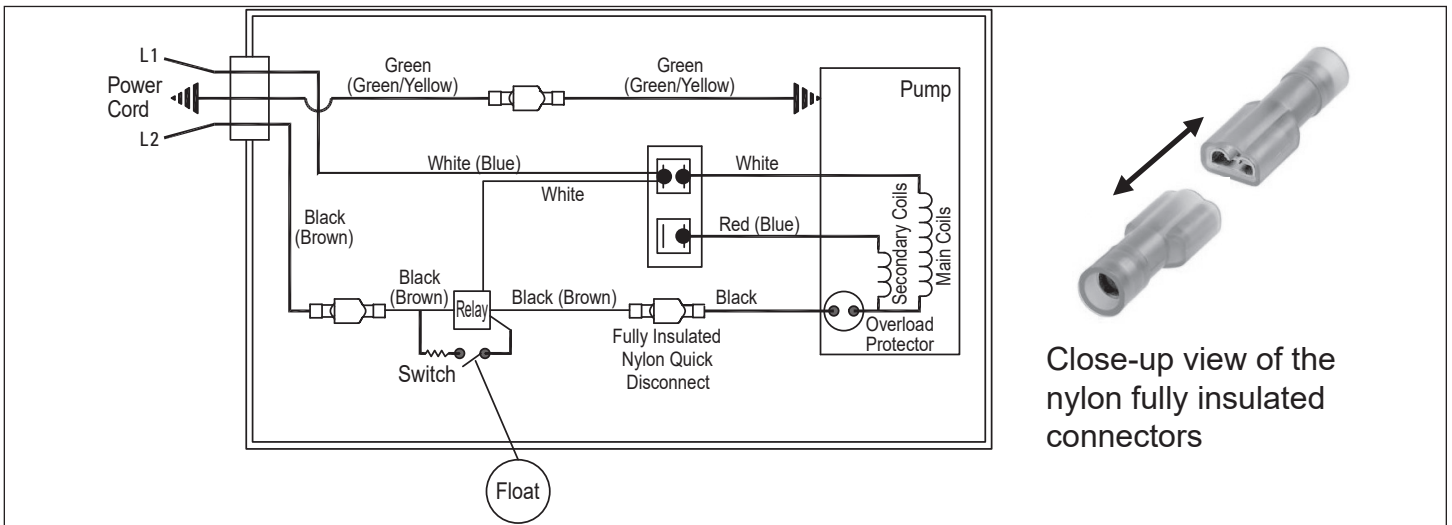 L1
Power
Cord
L2
Green
(Green/Yellow)
Green
(Green/Yellow)
Pump
White (Blue)
White
White
Black
(Brown)
Red (Blue)
Secondary Coils
Main Coils
Black
(Brown)
Relay
Black (Brown)
Black
Overload
Protector
Fully Insulated
Nylon Quick
Disconnect
Switch
Float
Close-up view of the
nylon fully insulated
connectors